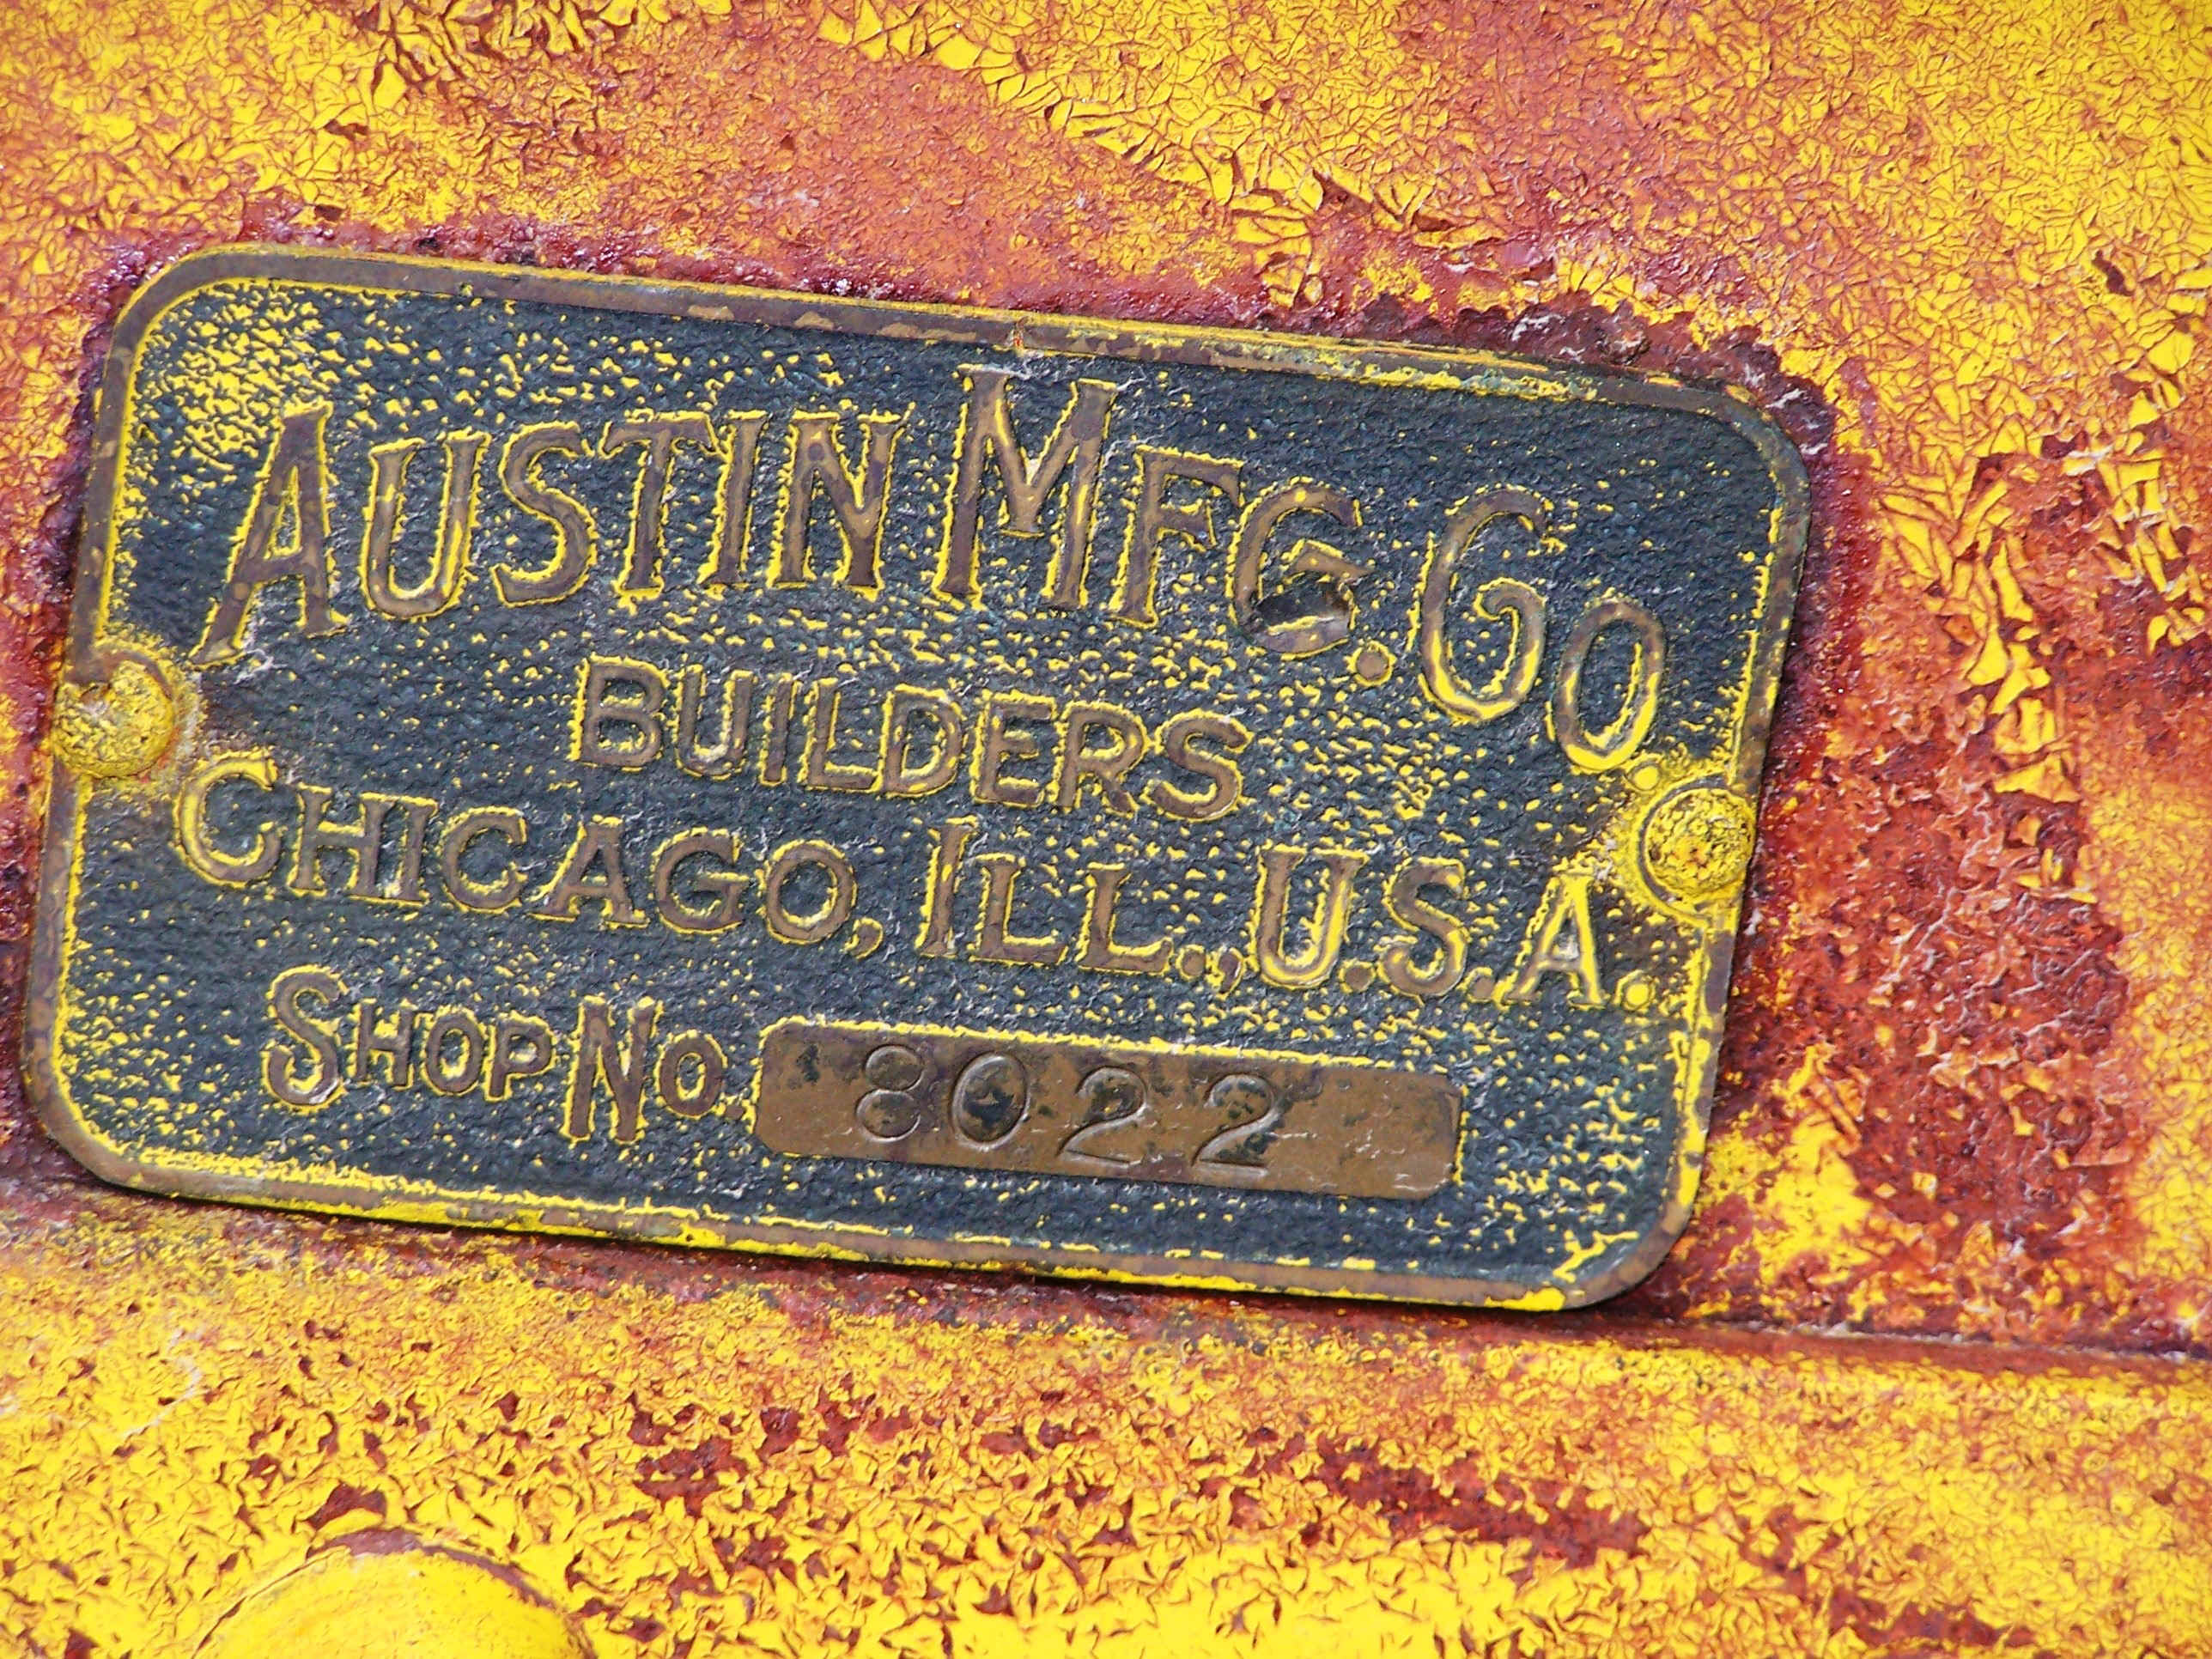 AUSTIN MFG. CO.
BUILDERS
CHICAGO, ILL., U.S.A.
SHOP NO. 8022